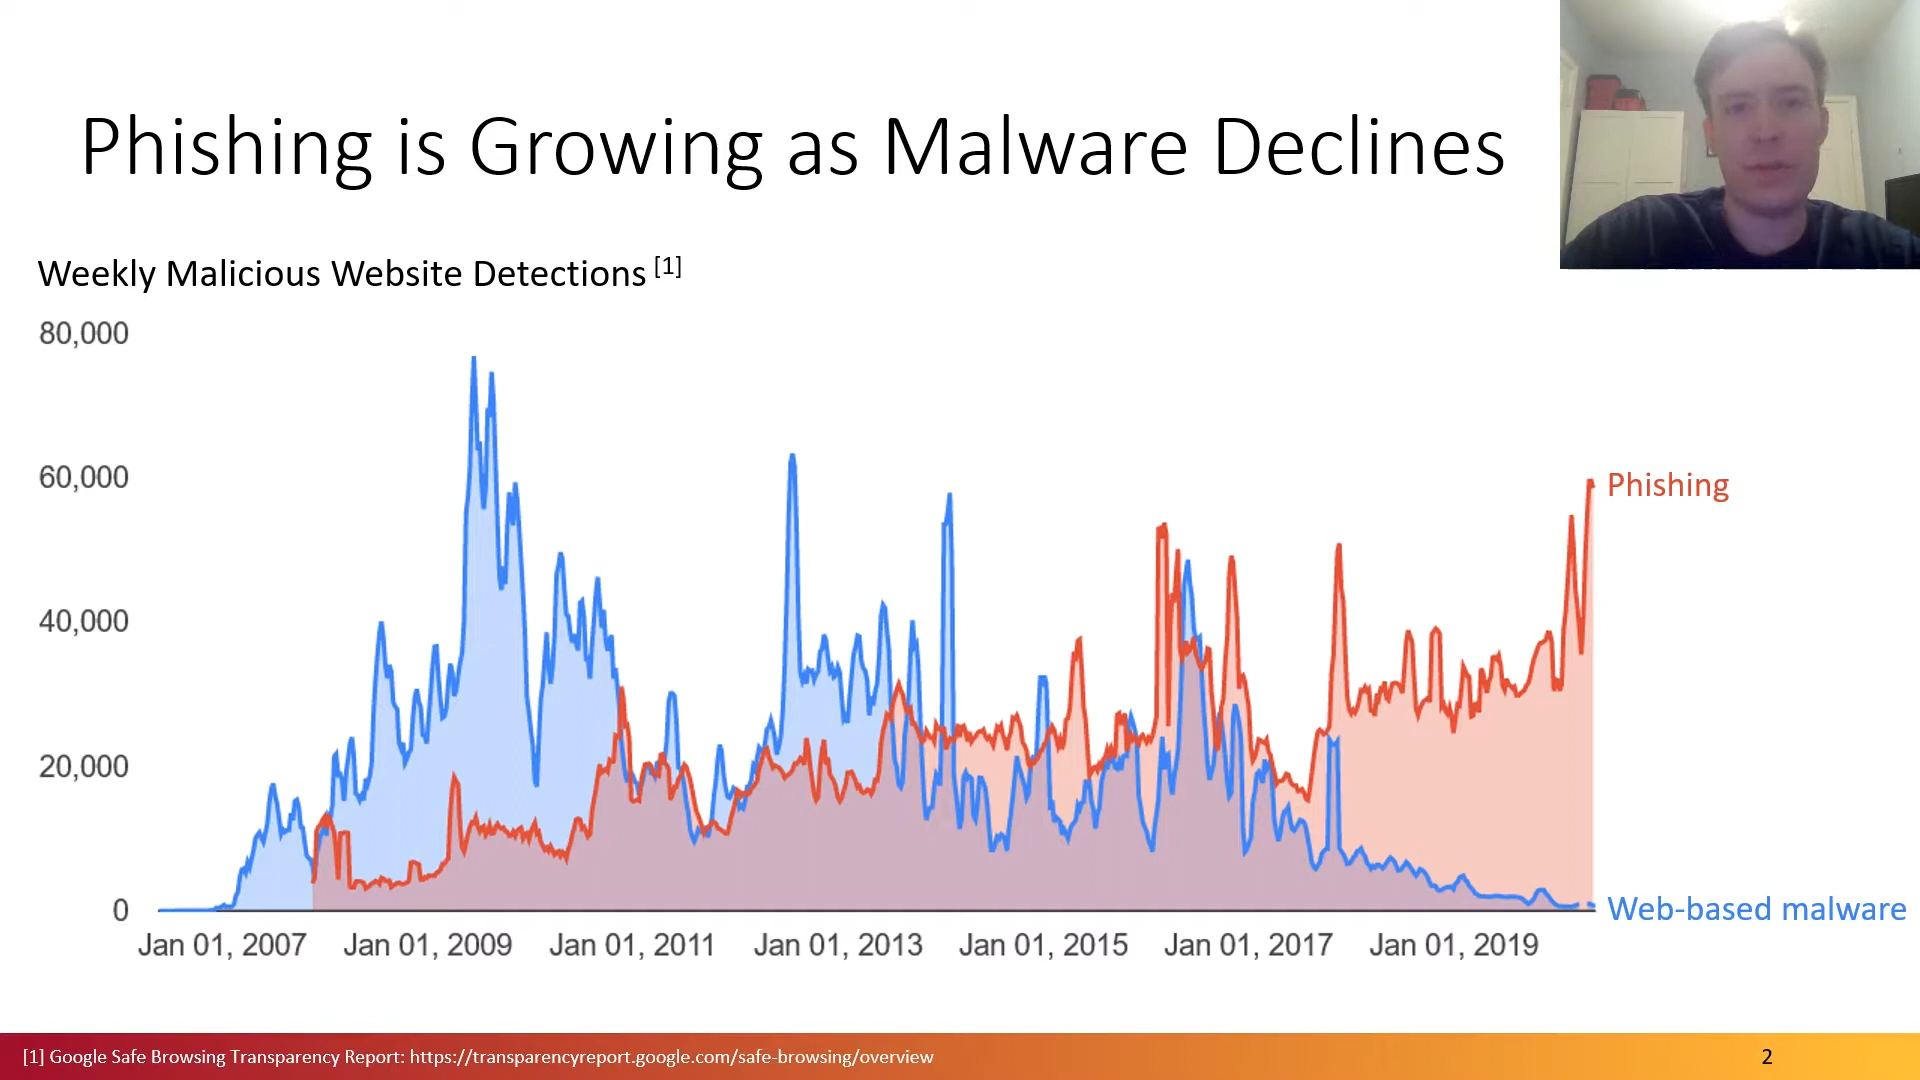 Phishing is Growing as Malware Declines
Weekly Malicious Website Detections [1]
80,000
60,000
40,000
20,000
0
Phishing
Web-based malware
Jan 01, 2007 Jan 01, 2009 Jan 01, 2011 Jan 01, 2013 Jan 01, 2015 Jan 01, 2017 Jan 01, 2019
[1] Google Safe Browsing Transparency Report: https://transparencyreport.google.com/safe-browsing/overview
2